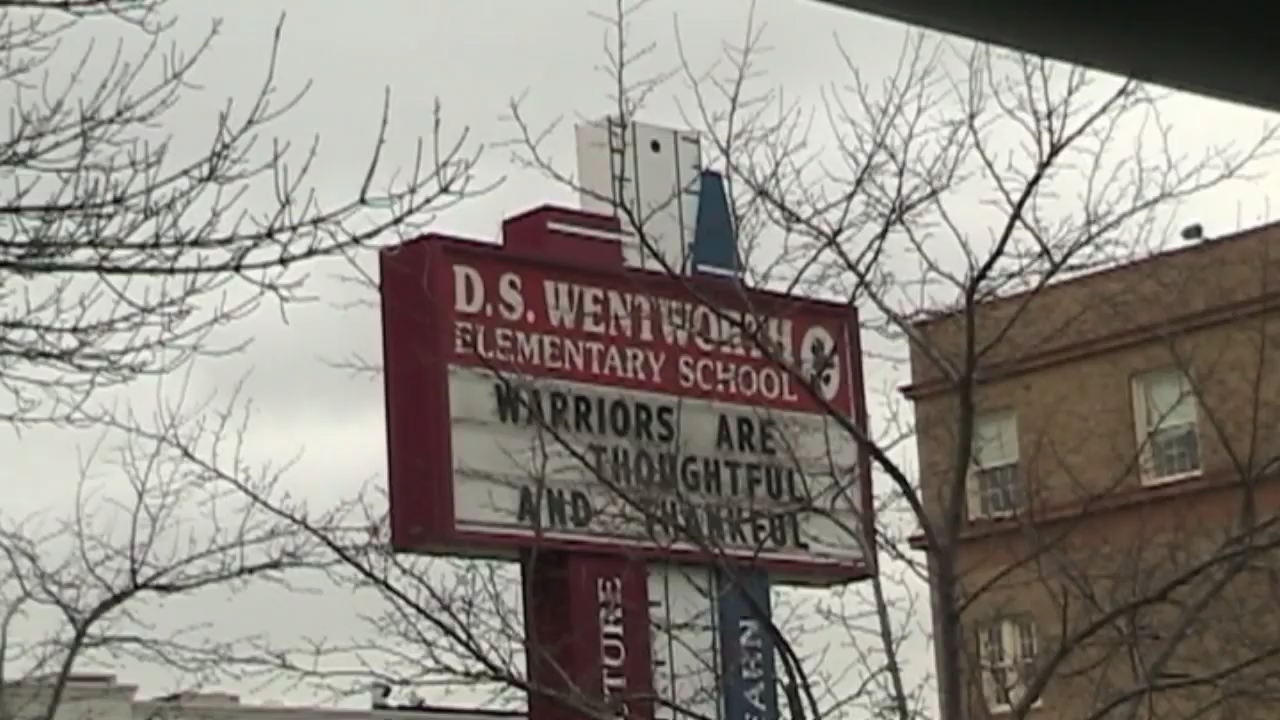 D.S. WENTWORTH
ELEMENTARY SCHOOL
WARRIORS ARE
THOUGHTFUL
AND THANKFUL